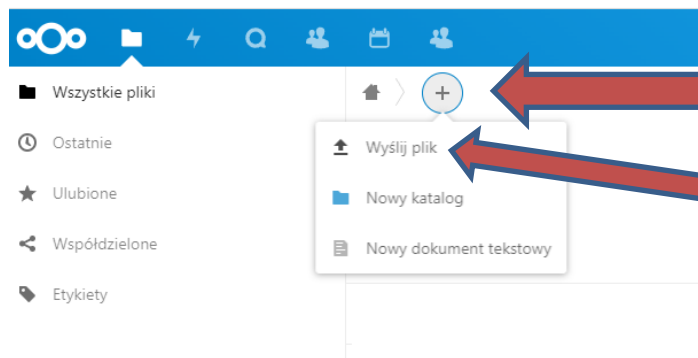 Wszystkie pliki
Ostatnie
Ulubione
Współdzielone
Etykiety
Wyślij plik
Nowy katalog
Nowy dokument tekstowy